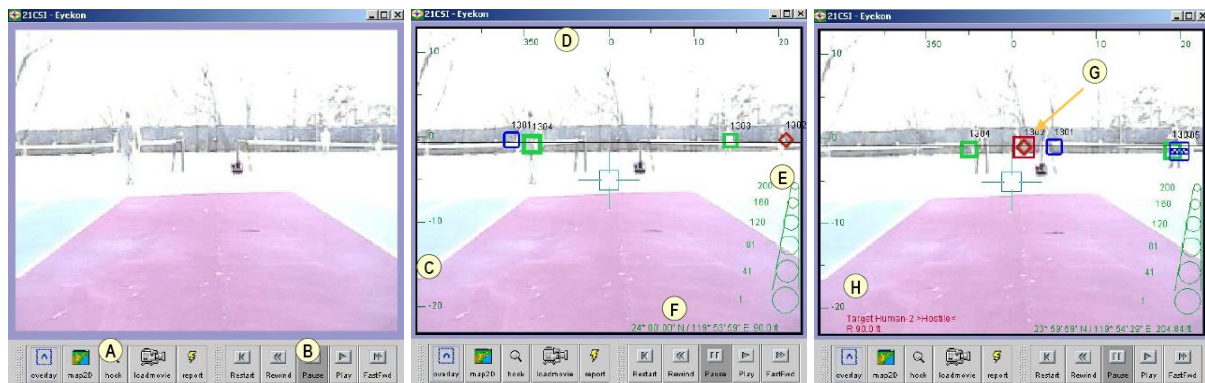 21CSI - Eyekon
A
B
overlay map2D hook loadmovie report Restart Rewind Pause Play FastFwd
21CSI - Eyekon
D
350 0 20
10
1301 1304 1303 1302
0
E
200
160
-10 120
81
C
41
-20
1
F
24° 00' 00" N / 119° 53' 59" E 90.0 ft
overlay map2D hook loadmovie report Restart Rewind Pause Play FastFwd
21CSI - Eyekon
350 0 20
10
G
1304 1302 1301
0
200
160
-10 120
81
H
41
-20
1
Target Human-2 >Hostile<
R 90.0 ft
23° 59' 59" N / 119° 54' 29" E 204.84 ft
overlay map2D hook loadmovie report Restart Rewind Pause Play FastFwd